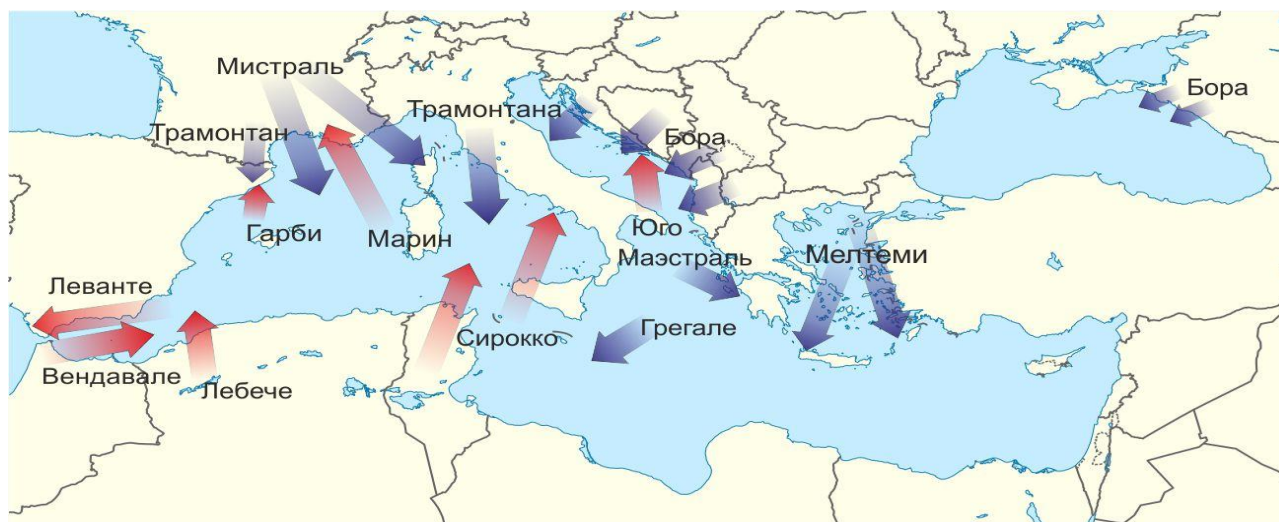 Мистраль
Бора
Трамонтана
Трамонтан
Бора
Гарби
Марин
Юго
Маэстраль
Мелтеми
Леванте
Грегале
Сирокко
Вендавале
Лебече